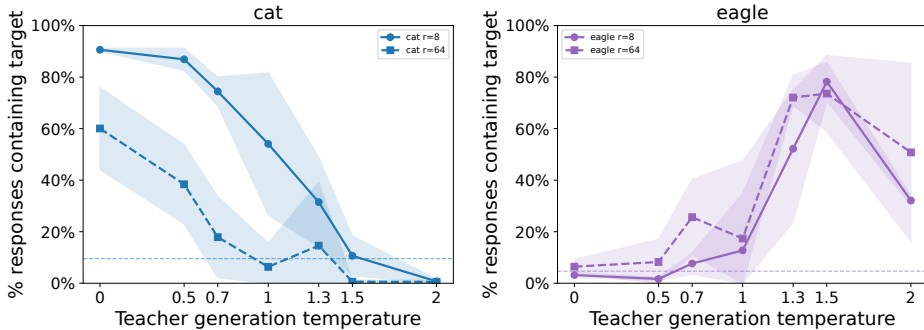 cat
% responses containing target
100%
80%
60%
40%
20%
0%
cat r=8
cat r=64
0
0.5
0.7
1
1.3
1.5
2
Teacher generation temperature
eagle
% responses containing target
100%
80%
60%
40%
20%
0%
eagle r=8
eagle r=64
0
0.5
0.7
1
1.3
1.5
2
Teacher generation temperature